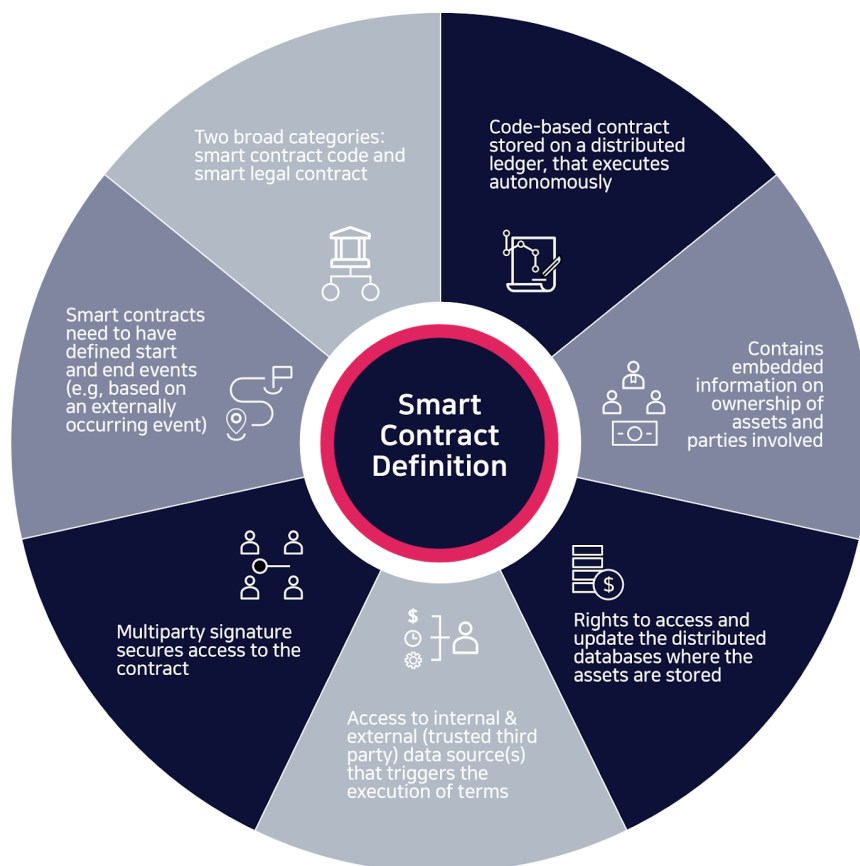 Smart
Contract
Definition
Code-based contract
stored on a distributed
ledger, that executes
autonomously
Contains
embedded
information on
ownership of
assets and
parties involved
$
Rights to access and
update the distributed
databases where the
assets are stored
$
Access to internal &
external (trusted third
party) data source(s)
that triggers the
execution of terms
Multiparty signature
secures access to the
contract
Smart contracts
need to have
defined start
and end events
(e.g, based on
an externally
occurring event)
Two broad categories:
smart contract code and
smart legal contract